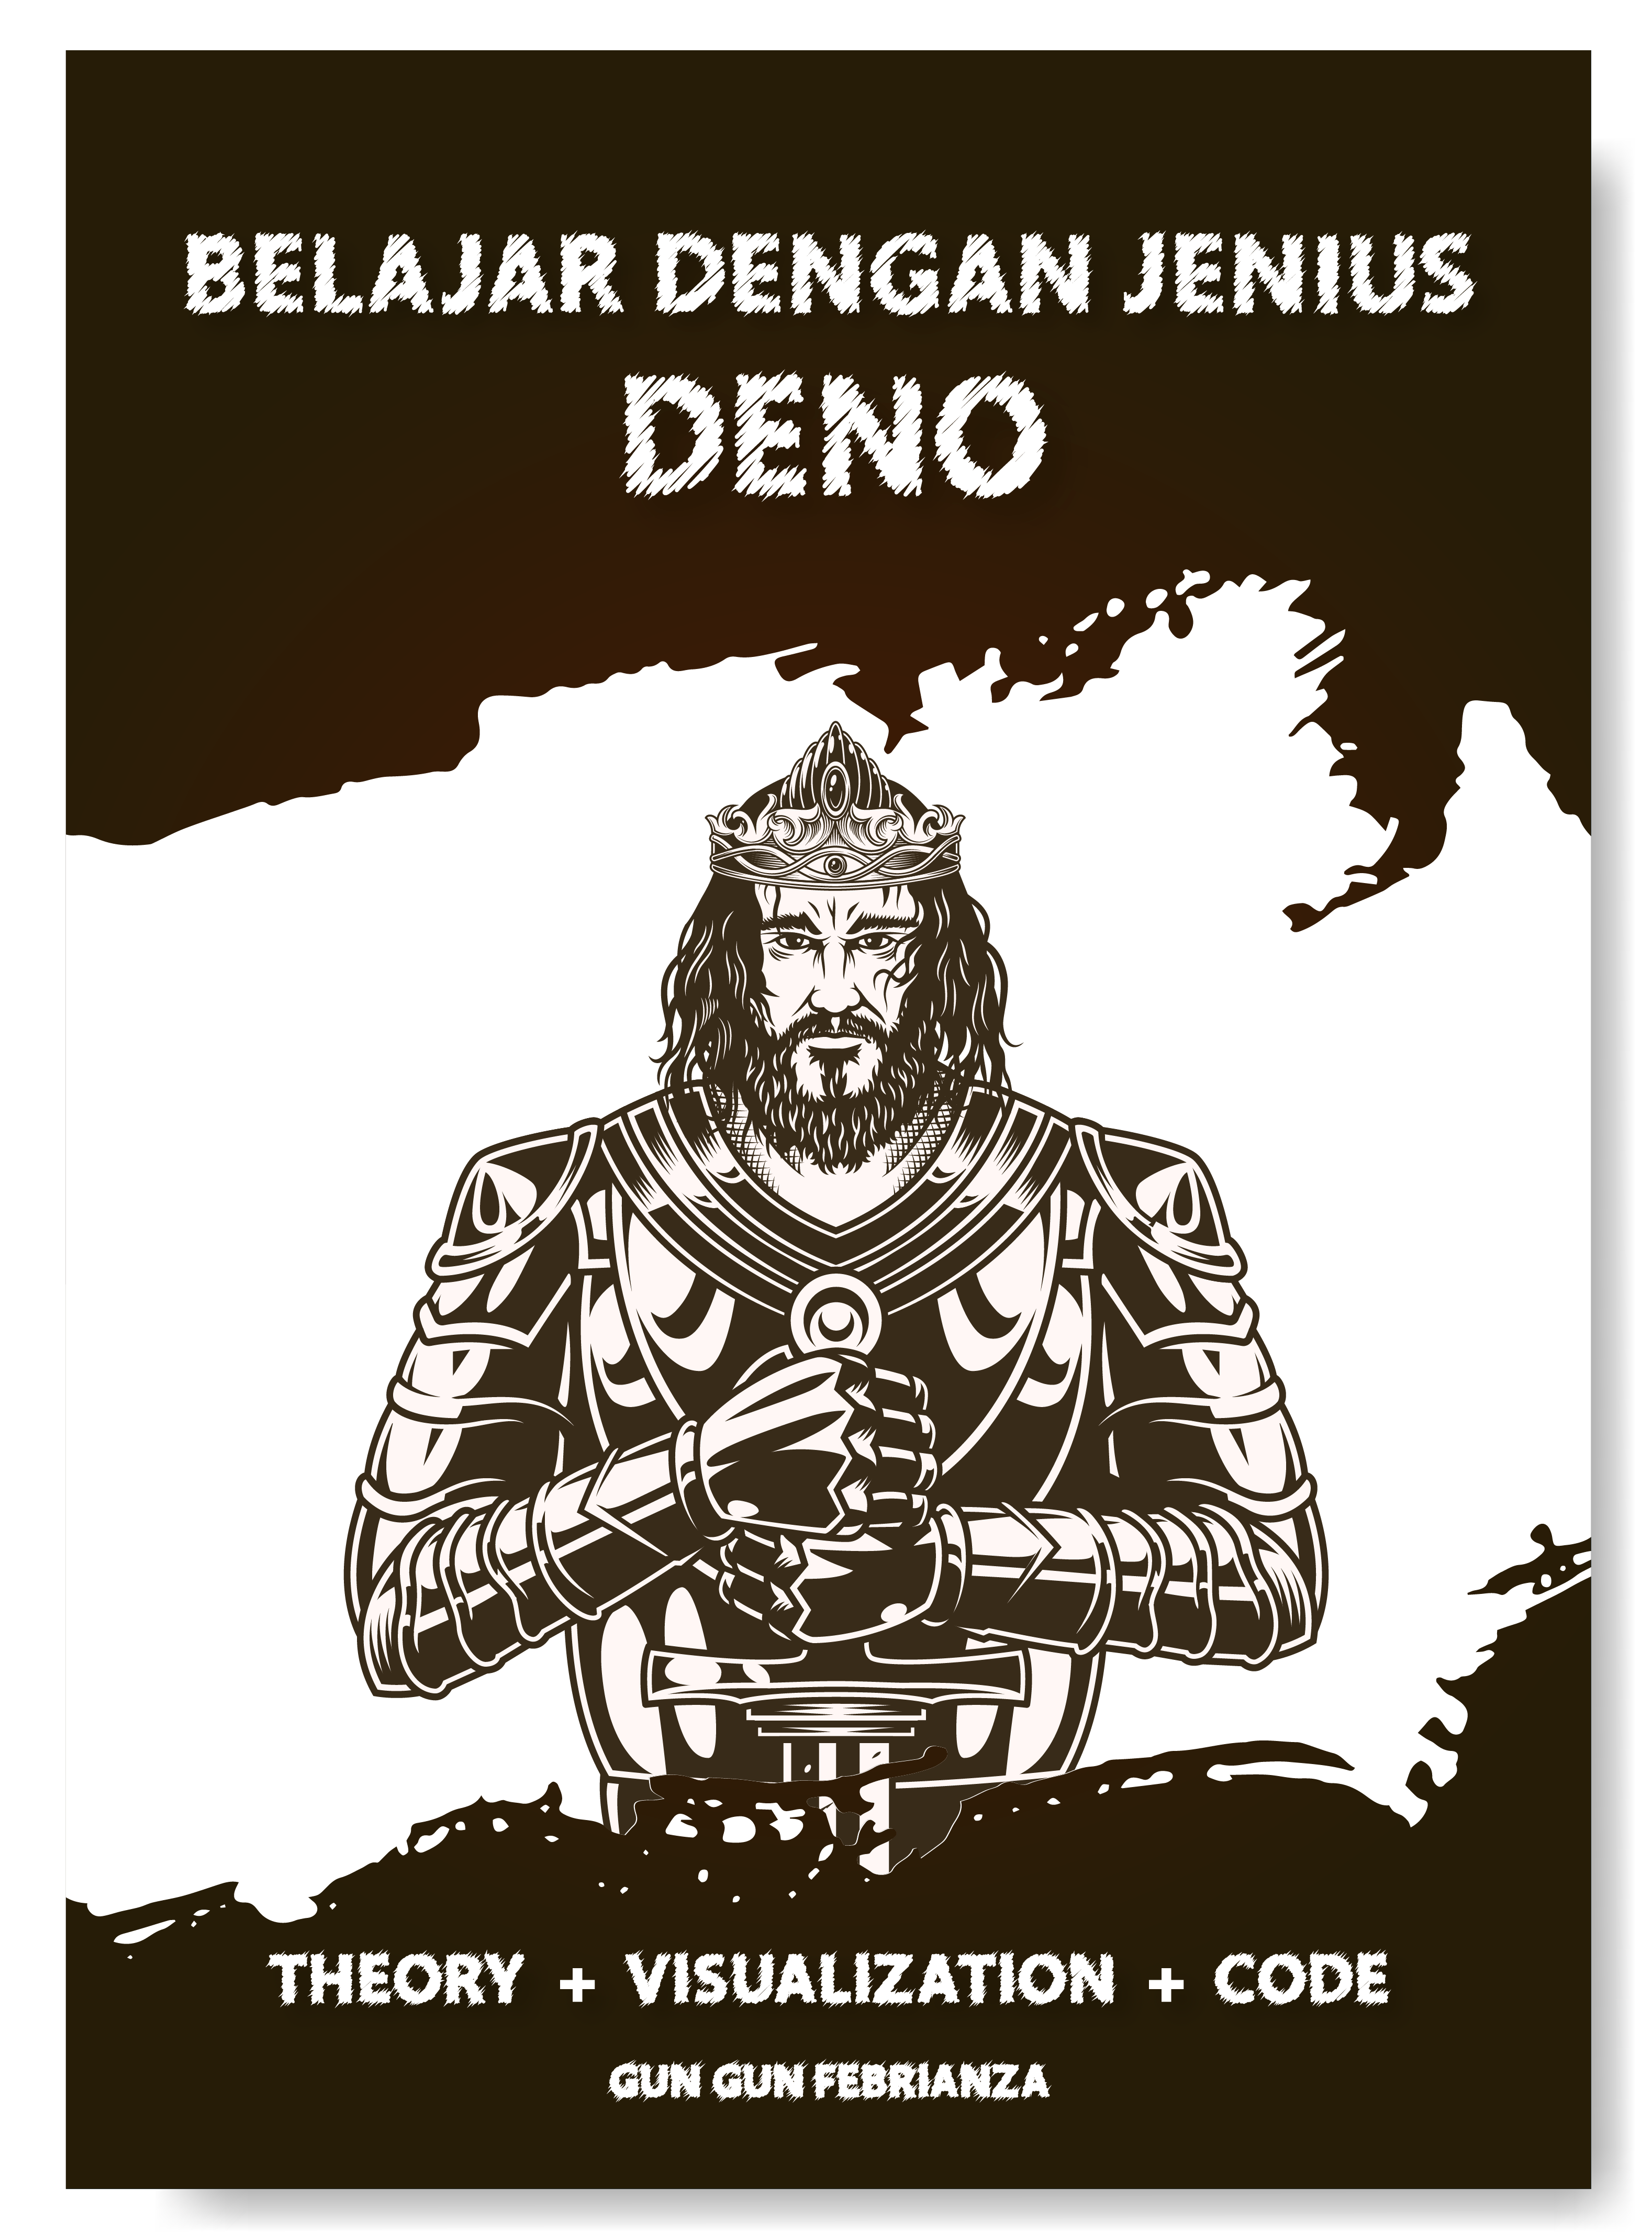 BELAJAR DENGAN JENIUS
DENO
THEORY + VISUALIZATION + CODE
GUN GUN FEBRIANZA